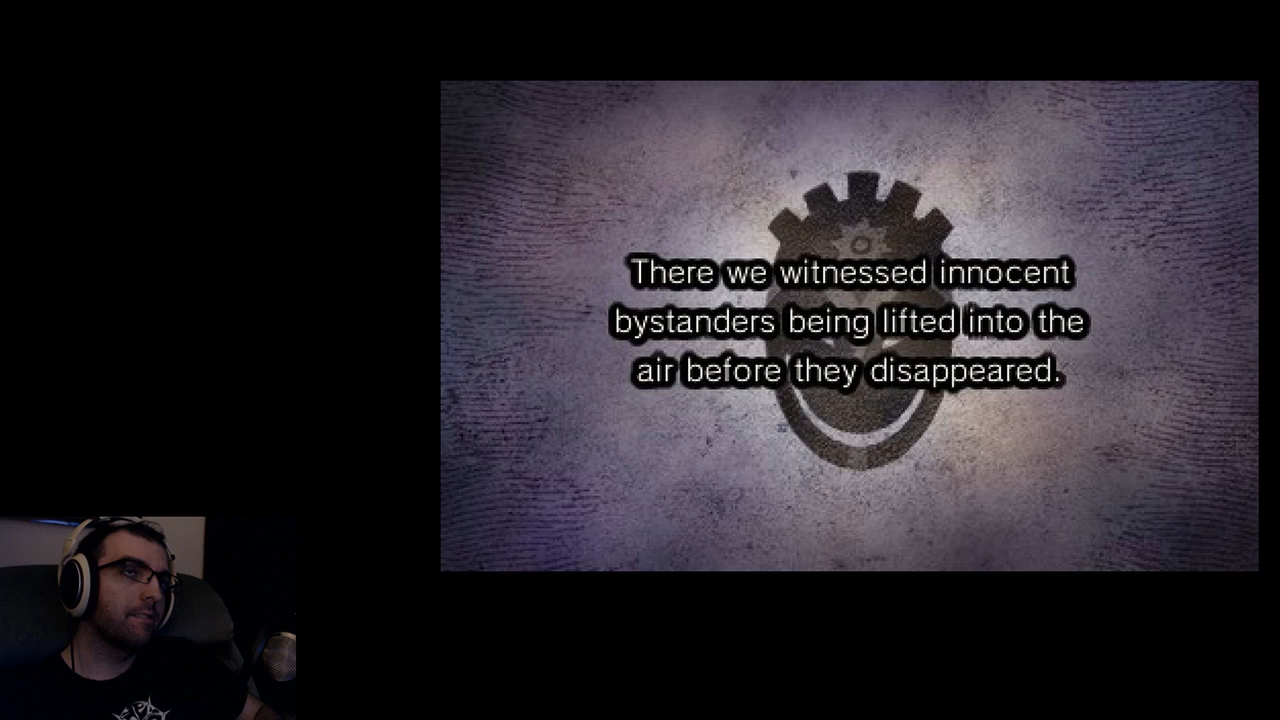 There we witnessed innocent
bystanders being lifted into the
air before they disappeared.